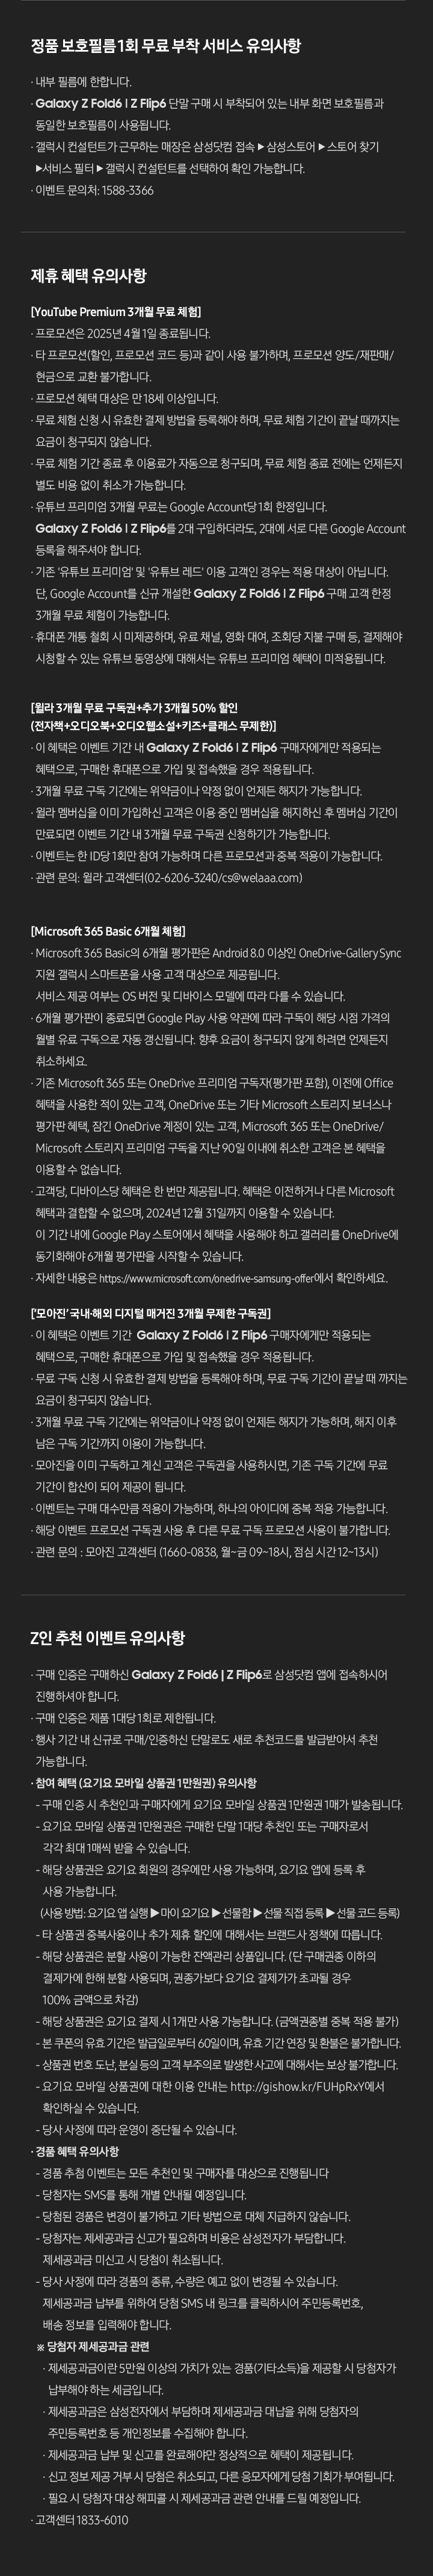 정품 보호필름1회 무료 부착 서비스 유의사항
· 내부 필름에 한합니다.
· Galaxy Z Fold6 | Z Flip6 단말 구매 시 부착되어 있는 내부 화면 보호필름과
동일한 보호필름이 사용됩니다.
· 갤럭시 컨설턴트가 근무하는 매장은 삼성닷컴 접속 ▶ 삼성스토어 ▶ 스토어 찾기
▶서비스 필터 ▶ 갤럭시 컨설턴트를 선택하여 확인 가능합니다.
· 이벤트 문의처: 1588-3366
제휴 혜택 유의사항
[YouTube Premium 3개월 무료 체험]
· 프로모션은 2025년 4월 1일 종료됩니다.
· 타 프로모션(할인, 프로모션 코드 등)과 같이 사용 불가하며, 프로모션 양도/재판매/
현금으로 교환 불가합니다.
· 프로모션 혜택 대상은 만 18세 이상입니다.
· 무료 체험 신청 시 유효한 결제 방법을 등록해야 하며, 무료 체험 기간이 끝날 때까지는
요금이 청구되지 않습니다.
· 무료 체험 기간 종료 후 이용료가 자동으로 청구되며, 무료 체험 종료 전에는 언제든지
별도 비용 없이 취소가 가능합니다.
· 유튜브 프리미엄 3개월 무료는 Google Account당 1회 한정입니다.
Galaxy Z Fold6 | Z Flip6를 2대 구입하더라도, 2대에 서로 다른 Google Account
등록을 해주셔야 합니다.
· 기존 '유튜브 프리미엄' 및 '유튜브 레드' 이용 고객인 경우는 적용 대상이 아닙니다.
단, Google Account를 신규 개설한 Galaxy Z Fold6 | Z Flip6 구매 고객 한정
3개월 무료 체험이 가능합니다.
· 휴대폰 개통 철회 시 미제공하며, 유료 채널, 영화 대여, 조회당 지불 구매 등, 결제해야
시청할 수 있는 유튜브 동영상에 대해서는 유튜브 프리미엄 혜택이 미적용됩니다.
[윌라 3개월 무료 구독권+추가 3개월 50% 할인
(전자책+오디오북+오디오웹소설+키즈+클래스 무제한)]
· 이 혜택은 이벤트 기간 내 Galaxy Z Fold6 | Z Flip6 구매자에게만 적용되는
혜택으로, 구매한 휴대폰으로 가입 및 접속했을 경우 적용됩니다.
· 3개월 무료 구독 기간에는 위약금이나 약정 없이 언제든 해지가 가능합니다.
· 윌라 멤버십을 이미 가입하신 고객은 이용 중인 멤버십을 해지하신 후 멤버십 기간이
만료되면 이벤트 기간 내 3개월 무료 구독권 신청하기가 가능합니다.
· 이벤트는 한 ID당 1회만 참여 가능하며 다른 프로모션과 중복 적용이 가능합니다.
· 관련 문의: 윌라 고객센터(02-6206-3240/cs@welaaa.com)
[Microsoft 365 Basic 6개월 체험]
· Microsoft 365 Basic의 6개월 평가판은 Android 8.0 이상인 OneDrive-Gallery Sync
지원 갤럭시 스마트폰을 사용 고객 대상으로 제공됩니다.
서비스 제공 여부는 OS 버전 및 디바이스 모델에 따라 다를 수 있습니다.
· 6개월 평가판이 종료되면 Google Play 사용 약관에 따라 구독이 해당 시점 가격의
월별 유료 구독으로 자동 갱신됩니다. 향후 요금이 청구되지 않게 하려면 언제든지
취소하세요.
· 기존 Microsoft 365 또는 OneDrive 프리미엄 구독자(평가판 포함), 이전에 Office
혜택을 사용한 적이 있는 고객, OneDrive 또는 기타 Microsoft 스토리지 보너스나
평가판 혜택, 잠긴 OneDrive 계정이 있는 고객, Microsoft 365 또는 OneDrive/
Microsoft 스토리지 프리미엄 구독을 지난 90일 이내에 취소한 고객은 본 혜택을
이용할 수 없습니다.
· 고객당, 디바이스당 혜택은 한 번만 제공됩니다. 혜택은 이전하거나 다른 Microsoft
혜택과 결합할 수 없으며, 2024년 12월 31일까지 이용할 수 있습니다.
이 기간 내에 Google Play 스토어에서 혜택을 사용해야 하고 갤러리를 OneDrive에
동기화해야 6개월 평가판을 시작할 수 있습니다.
· 자세한 내용은 https://www.microsoft.com/onedrive-samsung-offer에서 확인하세요.
['모아진' 국내·해외 디지털 매거진 3개월 무제한 구독권]
· 이 혜택은 이벤트 기간 Galaxy Z Fold6 | Z Flip6 구매자에게만 적용되는
혜택으로, 구매한 휴대폰으로 가입 및 접속했을 경우 적용됩니다.
· 무료 구독 신청 시 유효한 결제 방법을 등록해야 하며, 무료 구독 기간이 끝날 때 까지는
요금이 청구되지 않습니다.
· 3개월 무료 구독 기간에는 위약금이나 약정 없이 언제든 해지가 가능하며, 해지 이후
남은 구독 기간까지 이용이 가능합니다.
· 모아진을 이미 구독하고 계신 고객은 구독권을 사용하시면, 기존 구독 기간에 무료
기간이 합산이 되어 제공이 됩니다.
· 이벤트는 구매 대수만큼 적용이 가능하며, 하나의 아이디에 중복 적용 가능합니다.
· 해당 이벤트 프로모션 구독권 사용 후 다른 무료 구독 프로모션 사용이 불가합니다.
· 관련 문의 : 모아진 고객센터 (1660-0838, 월~금 09~18시, 점심 시간 12~13시)
Z인 추천 이벤트 유의사항
· 구매 인증은 구매하신 Galaxy Z Fold6 | Z Flip6로 삼성닷컴 앱에 접속하시어
진행하셔야 합니다.
· 구매 인증은 제품 1대당 1회로 제한됩니다.
· 행사 기간 내 신규로 구매/인증하신 단말로도 새로 추천코드를 발급받아서 추천
가능합니다.
· 참여 혜택 (요기요 모바일 상품권 1만원권) 유의사항
- 구매 인증 시 추천인과 구매자에게 요기요 모바일 상품권 1만원권 1매가 발송됩니다.
- 요기요 모바일 상품권 1만원권은 구매한 단말 1대당 추천인 또는 구매자로서
각각 최대 1매씩 받을 수 있습니다.
- 해당 상품권은 요기요 회원의 경우에만 사용 가능하며, 요기요 앱에 등록 후
사용 가능합니다.
(사용 방법: 요기요 앱 실행 ▶ 마이 요기요 ▶ 선물함 ▶ 선물 직접 등록 ▶ 선물 코드 등록)
- 타 상품권 중복사용이나 추가 제휴 할인에 대해서는 브랜드사 정책에 따릅니다.
- 해당 상품권은 분할 사용이 가능한 잔액관리 상품입니다. (단 구매권종 이하의
결제가에 한해 분할 사용되며, 권종가보다 요기요 결제가가 초과될 경우
100% 금액으로 차감)
- 해당 상품권은 요기요 결제 시 1개만 사용 가능합니다. (금액권종별 중복 적용 불가)
- 본 쿠폰의 유효 기간은 발급일로부터 60일이며, 유효 기간 연장 및 환불은 불가합니다.
- 상품권 번호 도난, 분실 등의 고객 부주의로 발생한 사고에 대해서는 보상 불가합니다.
- 요기요 모바일 상품권에 대한 이용 안내는 http://gishow.kr/FUHpRxY에서
확인하실 수 있습니다.
- 당사 사정에 따라 운영이 중단될 수 있습니다.
· 경품 혜택 유의사항
- 경품 추첨 이벤트는 모든 추천인 및 구매자를 대상으로 진행됩니다
- 당첨자는 SMS를 통해 개별 안내될 예정입니다.
- 당첨된 경품은 변경이 불가하고 기타 방법으로 대체 지급하지 않습니다.
- 당첨자는 제세공과금 신고가 필요하며 비용은 삼성전자가 부담합니다.
제세공과금 미신고 시 당첨이 취소됩니다.
- 당사 사정에 따라 경품의 종류, 수량은 예고 없이 변경될 수 있습니다.
제세공과금 납부를 위하여 당첨 SMS 내 링크를 클릭하시어 주민등록번호,
배송 정보를 입력해야 합니다.
※ 당첨자 제세공과금 관련
· 제세공과금이란 5만원 이상의 가치가 있는 경품(기타소득)을 제공할 시 당첨자가
납부해야 하는 세금입니다.
· 제세공과금은 삼성전자에서 부담하며 제세공과금 대납을 위해 당첨자의
주민등록번호 등 개인정보를 수집해야 합니다.
· 제세공과금 납부 및 신고를 완료해야만 정상적으로 혜택이 제공됩니다.
· 신고 정보 제공 거부 시 당첨은 취소되고, 다른 응모자에게 당첨 기회가 부여됩니다.
· 필요 시 당첨자 대상 해피콜 시 제세공과금 관련 안내를 드릴 예정입니다.
· 고객센터 1833-6010